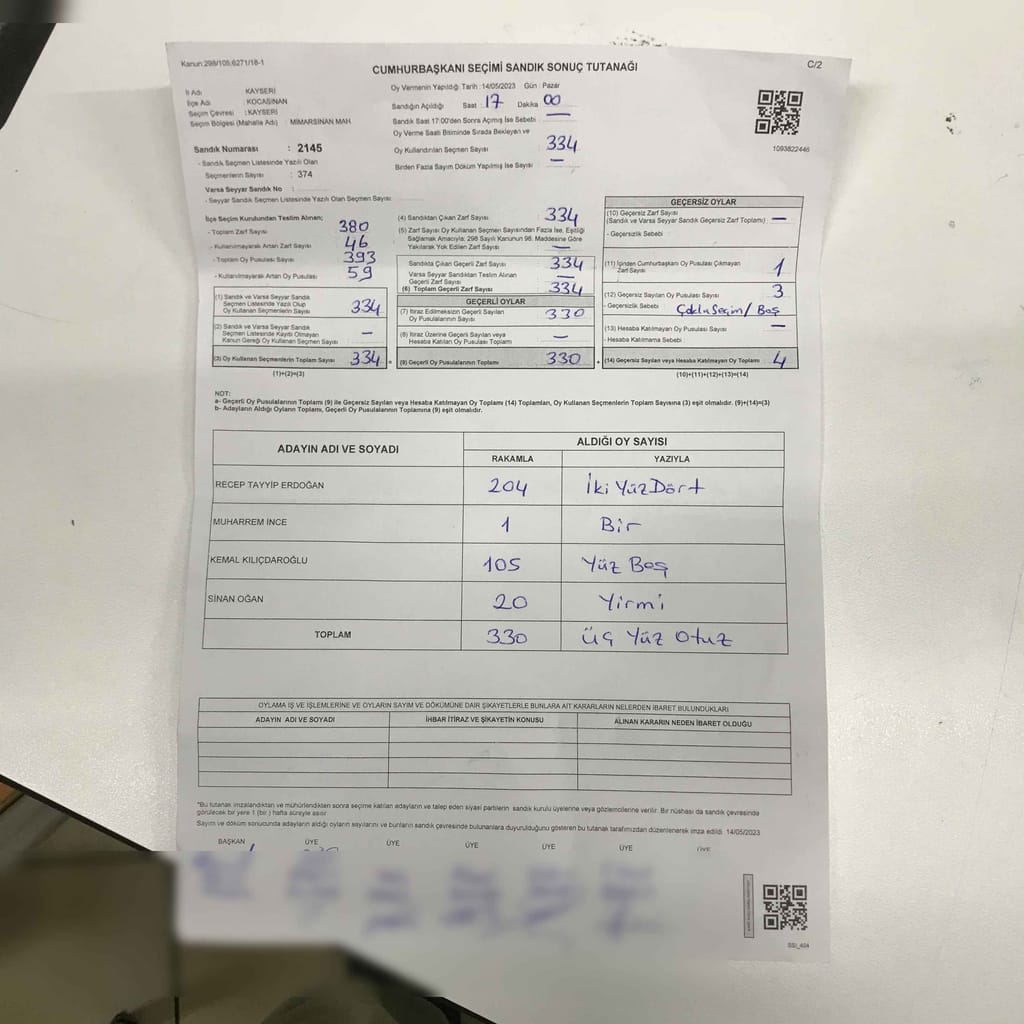 Kanun:298/105,6271/18-1
CUMHURBAŞKANI SEÇİMİ SANDIK SONUÇ TUTANAĞI
C/2
İl Adı : KAYSERİ
İlçe Adı : KOCASİNAN
Seçim Çevresi : KAYSERİ
Seçim Bölgesi (Mahalle Adı) : MİMARSİNAN MAH.
Sandık Numarası : 2145
- Sandık Seçmen Listesinde Yazılı Olan
Seçmenlerin Sayısı : 374
Varsa Seyyar Sandık No :
- Seyyar Sandık Seçmen Listesinde Yazılı Olan Seçmen Sayısı
Oy Vermenin Yapıldığı Tarih : 14/05/2023 Gün : Pazar
Sandığın Açıldığı Saat 17 Dakika 00
Sandık Saat 17:00'den Sonra Açılmış İse Sebebi : —
Oy Verme Saati Bitiminde Sırada Bekleyen ve
Oy Kullandırılan Seçmen Sayısı : 334
Birden Fazla Sayım Döküm Yapılmış İse Sayısı : —
1093822446
İlçe Seçim Kurulundan Teslim Alınan;
- Toplam Zarf Sayısı 380
- Kullanılmayarak Artan Zarf Sayısı 46
- Toplam Oy Pusulası Sayısı 393
- Kullanılmayarak Artan Oy Pusulası 59
(1) Sandık ve Varsa Seyyar Sandık
Seçmen Listesinde Yazılı Olup
Oy Kullanan Seçmenlerin Sayısı 334
(2) Sandık ve Varsa Seyyar Sandık
Seçmen Listesinde Kaydı Olmayan
Kanun Gereği Oy Kullanan Seçmen Sayısı —
(3) Oy Kullanan Seçmenlerin Toplam Sayısı 334 =
(1)+(2)=(3)
(4) Sandıktan Çıkan Zarf Sayısı 334
(5) Zarf Sayısı Oy Kullanan Seçmen Sayısından Fazla İse, Eşitliği
Sağlamak Amacıyla; 298 Sayılı Kanunun 98. Maddesine Göre
Yakılarak Yok Edilen Zarf Sayısı —
Sandıkta Çıkan Geçerli Zarf Sayısı 334
Varsa Seyyar Sandıktan Teslim Alınan
Geçerli Zarf Sayısı —
(6) Toplam Geçerli Zarf Sayısı 334
GEÇERLİ OYLAR
(7) İtiraz Edilmeksizin Geçerli Sayılan
Oy Pusulalarının Sayısı 330
(8) İtiraz Üzerine Geçerli Sayılan veya
Hesaba Katılan Oy Pusulası Toplamı —
(9) Geçerli Oy Pusulalarının Toplamı 330 +
GEÇERSİZ OYLAR
(10) Geçersiz Zarf Sayısı
(Sandık ve Varsa Seyyar Sandık Geçersiz Zarf Toplamı) —
- Geçersizlik Sebebi :
(11) İçinden Cumhurbaşkanı Oy Pusulası Çıkmayan
Zarf Sayısı 1
(12) Geçersiz Sayılan Oy Pusulası Sayısı 3
- Geçersizlik Sebebi : Çoklu Seçim / Boş
(13) Hesaba Katılmayan Oy Pusulası Sayısı —
- Hesaba Katılmama Sebebi :
(14) Geçersiz Sayılan veya Hesaba Katılmayan Oy Toplamı 4
(10)+(11)+(12)+(13)=(14)
NOT:
a- Geçerli Oy Pusulalarının Toplamı (9) ile Geçersiz Sayılan veya Hesaba Katılmayan Oy Toplamı (14) Toplamları, Oy Kullanan Seçmenlerin Toplam Sayısına (3) eşit olmalıdır. (9)+(14)=(3)
b- Adayların Aldığı Oyların Toplamı, Geçerli Oy Pusulalarının Toplamına (9) eşit olmalıdır.
ADAYIN ADI VE SOYADI ALDIĞI OY SAYISI
RAKAMLA YAZIYLA
RECEP TAYYİP ERDOĞAN 204 İki Yüz Dört
MUHARREM İNCE 1 Bir
KEMAL KILIÇDAROĞLU 105 Yüz Beş
SİNAN OĞAN 20 Yirmi
TOPLAM 330 Üç Yüz Otuz
OYLAMA İŞ VE İŞLEMLERİNE VE OYLARIN SAYIM VE DÖKÜMÜNE DAİR ŞİKAYETLERLE BUNLARA AİT KARARLARIN NELERDEN İBARET BULUNDUKLARI
ADAYIN ADI VE SOYADI İHBAR İTİRAZ VE ŞİKAYETİN KONUSU ALINAN KARARIN NEDEN İBARET OLDUĞU
*Bu tutanak imzalandıktan ve mühürlendikten sonra seçime katılan adayların ve talep eden siyasi partilerin sandık kurulu üyelerine veya gözlemcilerine verilir. Bir nüshası da sandık çevresinde
görülecek bir yere 1 (bir ) hafta süreyle asılır
Sayım ve döküm sonucunda adayların aldığı oyların sayılarını ve bunların sandık çevresinde bulunanlara duyurulduğunu gösteren bu tutanak tarafımızdan düzenlenerek imza edildi. 14/05/2023
BAŞKAN ÜYE ÜYE ÜYE ÜYE ÜYE ÜYE